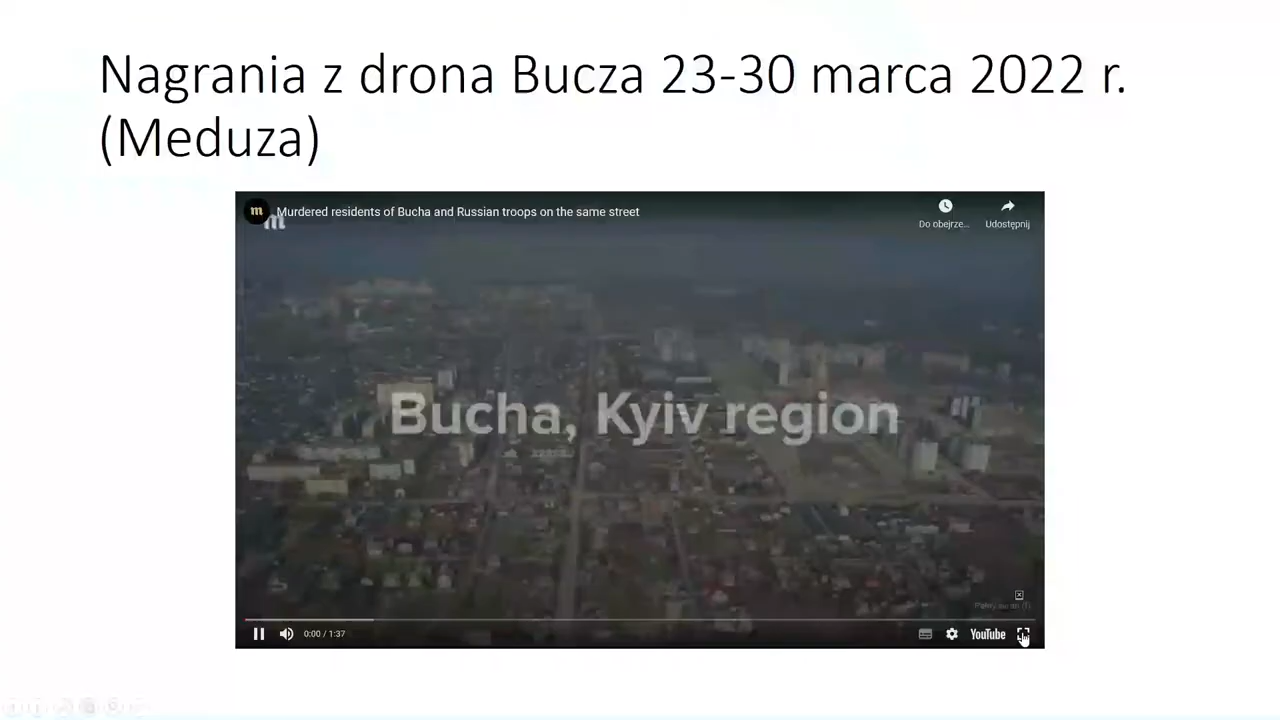 Nagrania z drona Bucza 23-30 marca 2022 r.
(Meduza)
m
Murdered residents of Bucha and Russian troops on the same street
m
Do obejrze...
Udostępnij
Bucha, Kyiv region
0:00 / 1:37
YouTube